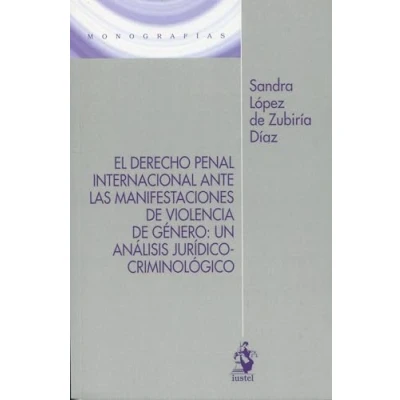 MONOGRAFÍAS
Sandra
López
de Zubiría
Díaz
EL DERECHO PENAL
INTERNACIONAL ANTE
LAS MANIFESTACIONES
DE VIOLENCIA
DE GÉNERO: UN
ANÁLISIS JURÍDICO-
CRIMINOLÓGICO
iustel